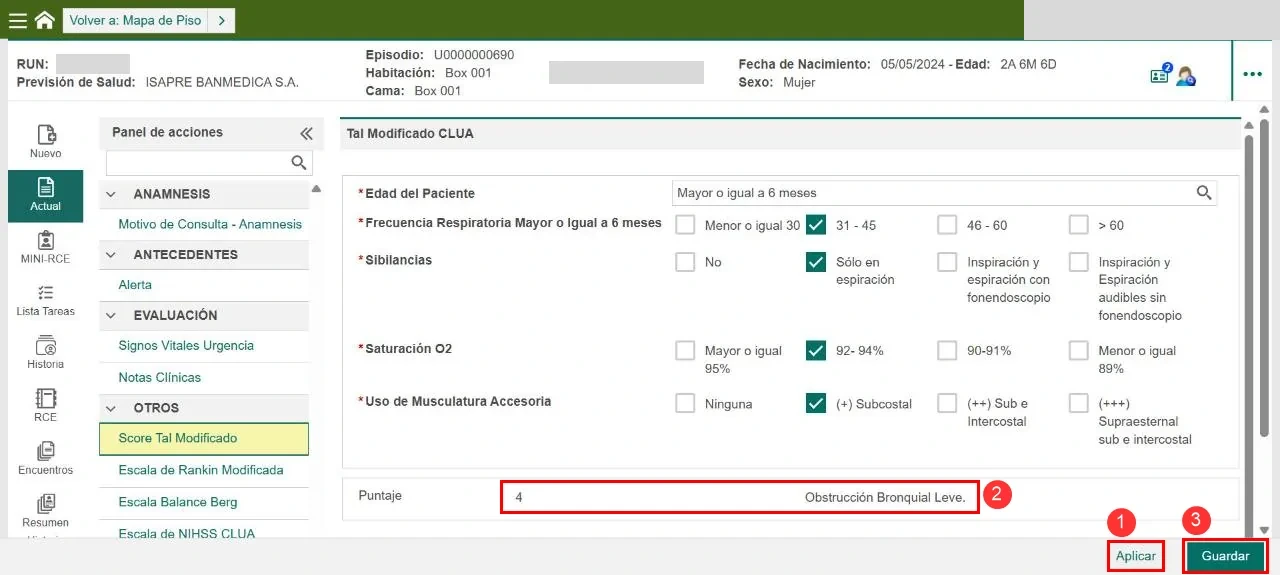 Volver a: Mapa de Piso >
RUN:
Previsión de Salud: ISAPRE BANMEDICA S.A.
Episodio: U0000000690
Habitación: Box 001
Cama: Box 001
Fecha de Nacimiento: 05/05/2024 - Edad: 2A 6M 6D
Sexo: Mujer
2
Nuevo
Actual
MINI-RCE
Lista Tareas
Historia
RCE
Encuentros
Resumen
Panel de acciones
ANAMNESIS
Motivo de Consulta - Anamnesis
ANTECEDENTES
Alerta
EVALUACIÓN
Signos Vitales Urgencia
Notas Clínicas
OTROS
Score Tal Modificado
Escala de Rankin Modificada
Escala Balance Berg
Escala de NIHSS CLUA
Tal Modificado CLUA
*Edad del Paciente Mayor o igual a 6 meses
*Frecuencia Respiratoria Mayor o Igual a 6 meses Menor o igual 30 31 - 45 46 - 60 > 60
*Sibilancias No Sólo en espiración Inspiración y espiración con fonendoscopio Inspiración y Espiración audibles sin fonendoscopio
*Saturación O2 Mayor o igual 95% 92- 94% 90-91% Menor o igual 89%
*Uso de Musculatura Accesoria Ninguna (+) Subcostal (++) Sub e Intercostal (+++) Supraesternal sub e intercostal
Puntaje 4 Obstrucción Bronquial Leve. 2
1 3
Aplicar Guardar